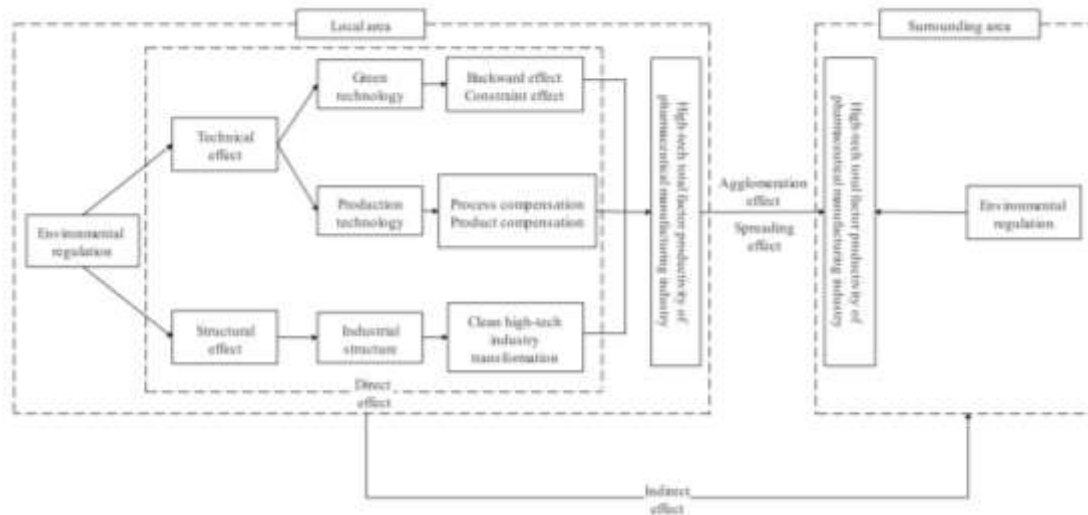 Local area
Surrounding area
Green
technology
Backward effect
Constraint effect
Technical
effect
Production
technology
Process compensation
Product compensation
Environmental
regulation
Structural
effect
Industrial
structure
Clean high-tech
industry
transformation
Direct
effect
High-tech total factor productivity of
pharmaceutical manufacturing industry
Agglomeration
effect
Spreading
effect
High-tech total factor productivity of
pharmaceutical manufacturing industry
Environmental
regulation
Indirect
effect